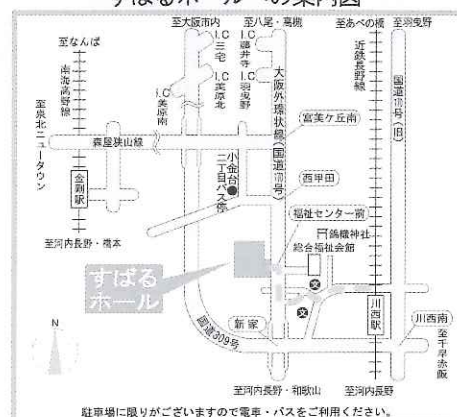 すばるホールへの案内図
至大阪市内
至八尾・高槻
至あべの橋
至羽曳野
至なんば
南海高野線
I.C
三宅
I.C
美原北
I.C
美原南
I.C
藤井寺
I.C
羽曳野
大阪外環状線(国道170号)
近鉄長野線
国道170号(旧)
至泉北ニュータウン
森屋狭山線
宮美ケ丘南
金剛駅
小金台二丁目バス停
西甲田
福祉センター前
至河内長野・橋本
錦織神社
総合福祉会館
すばる
ホール
文
文
川西駅
新家
川西南
国道309号
至千早赤阪
N
至河内長野・和歌山
至河内長野
駐車場に限りがございますので電車・バスをご利用ください。